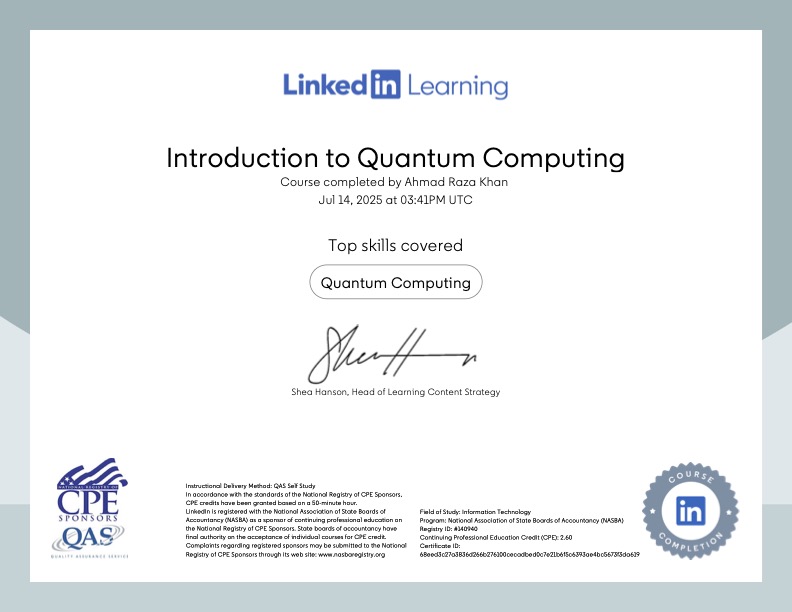 Linked in Learning
Introduction to Quantum Computing
Course completed by Ahmad Raza Khan
Jul 14, 2025 at 03:41PM UTC
Top skills covered
Quantum Computing
Shea Hanson, Head of Learning Content Strategy
NATIONAL REGISTRY OF
CPE
SPONSORS
QAS
QUALITY ASSURANCE SERVICE
Instructional Delivery Method: QAS Self Study
In accordance with the standards of the National Registry of CPE Sponsors,
CPE credits have been granted based on a 50-minute hour.
LinkedIn is registered with the National Association of State Boards of
Accountancy (NASBA) as a sponsor of continuing professional education on
the National Registry of CPE Sponsors. State boards of accountancy have
final authority on the acceptance of individual courses for CPE credit.
Complaints regarding registered sponsors may be submitted to the National
Registry of CPE Sponsors through its web site: www.nasbaregistry.org
Field of Study: Information Technology
Program: National Association of State Boards of Accountancy (NASBA)
Registry ID: #140940
Continuing Professional Education Credit (CPE): 2.60
Certificate ID:
COURSE
in
COMPLETION